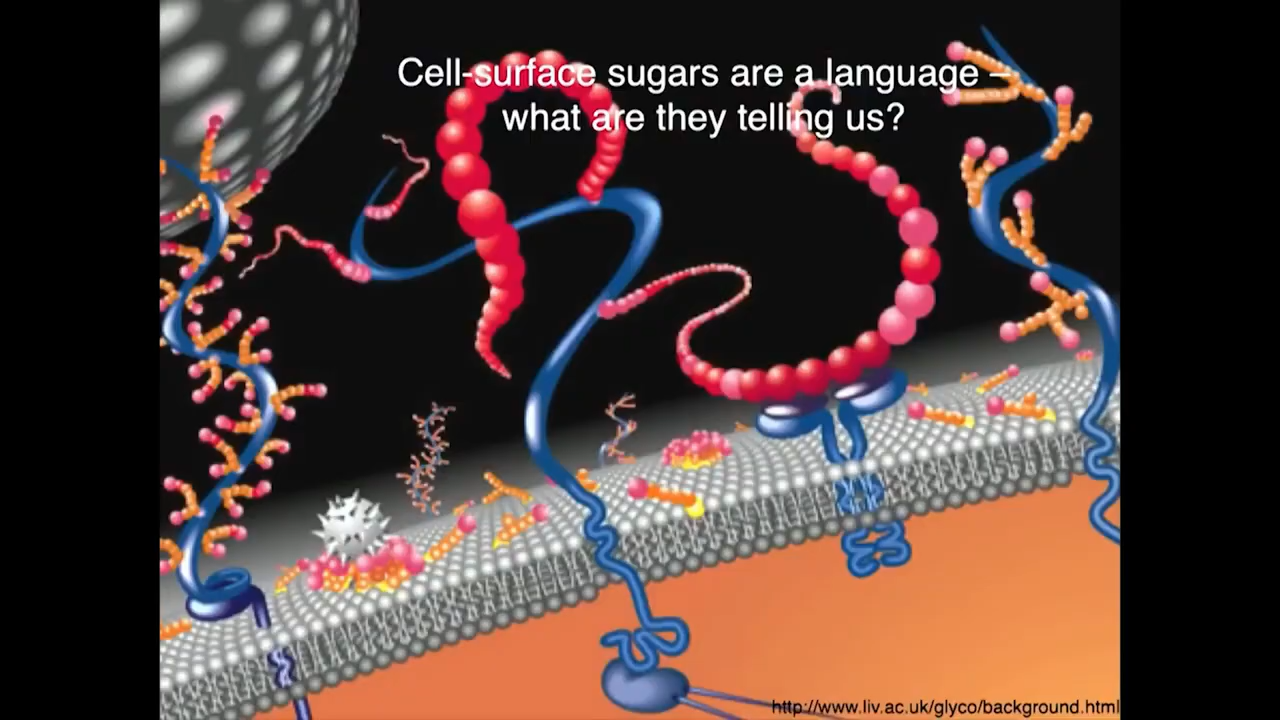 Cell-surface sugars are a language –
what are they telling us?
http://www.liv.ac.uk/glyco/background.html